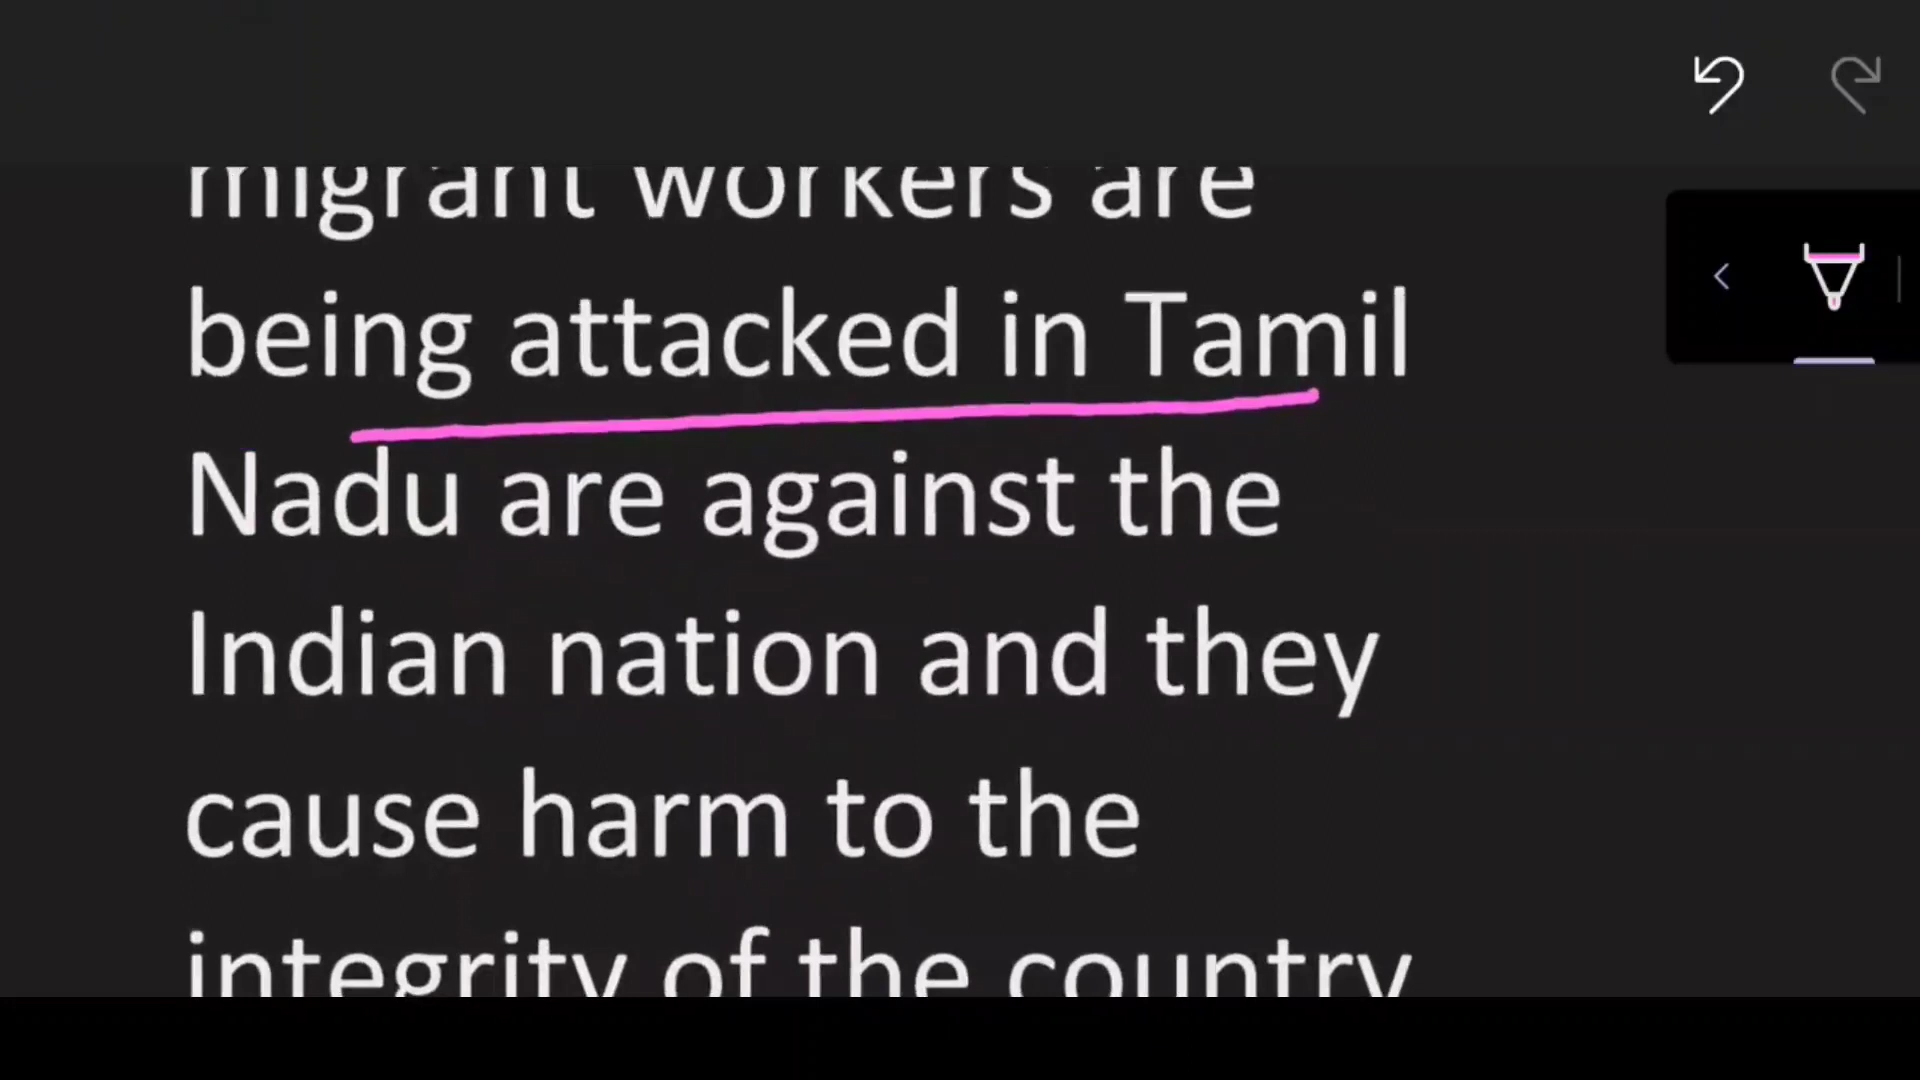 migrant workers are
being attacked in Tamil
Nadu are against the
Indian nation and they
cause harm to the
integrity of the country